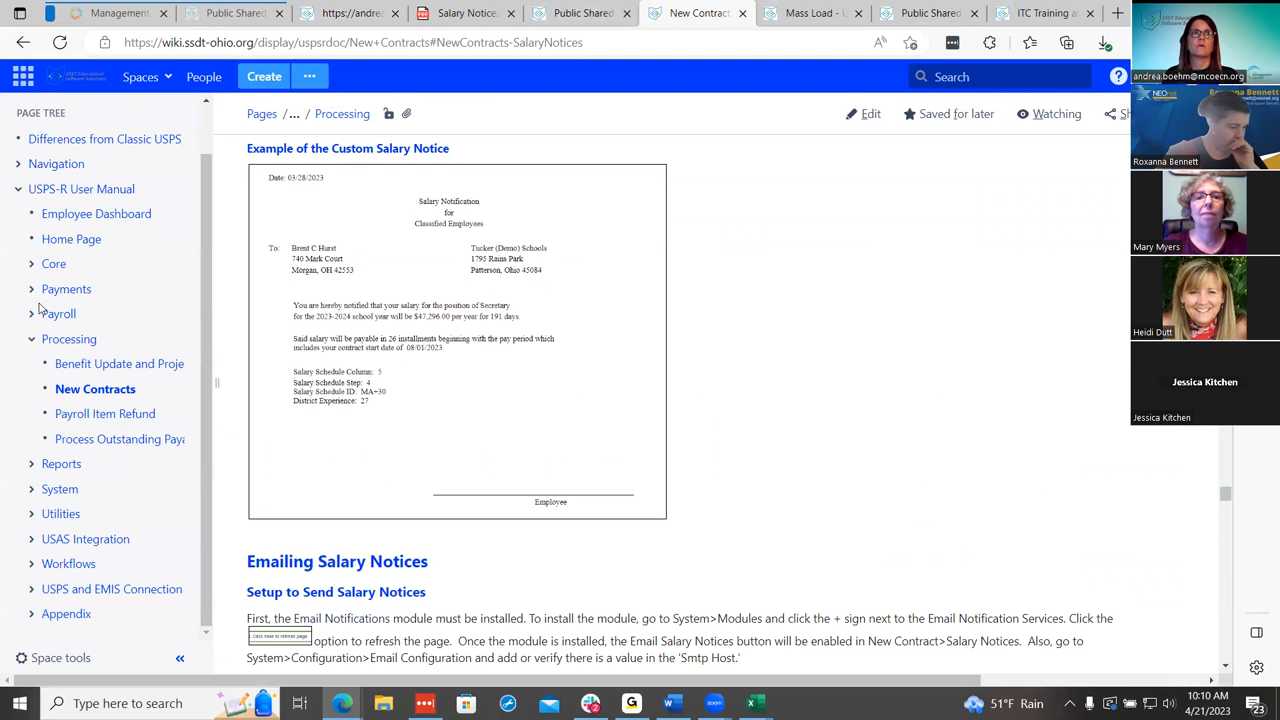 https://
PDF
Salary
Public Shared
New Contract
Mass Load - U
Public Shared
ITC Training a
https://wiki.ssdt-ohio.org/display/uspsrdoc/New+Contracts#NewContracts-SalaryNotices
Spaces
People
Create
Search
PAGE TREE
Differences from Classic USPS
Navigation
USPS-R User Manual
Employee Dashboard
Home Page
Core
Payments
Payroll
Processing
Benefit Update and Proje
New Contracts
Payroll Item Refund
Process Outstanding Paya
Reports
System
Utilities
USAS Integration
Workflows
USPS and EMIS Connection
Appendix
Space tools
Pages /... / Processing
Edit
Saved for later
Watching
Sh
Example of the Custom Salary Notice
Date: 03/28/2023
Salary Notification
for
Classified Employees
To: Brent C Hurst
740 Mark Court
Morgan, OH 42553
Tucker (Demo) Schools
1795 Rains Park
Patterson, Ohio 45084
You are hereby notified that your salary for the position of Secretary
for the 2023-2024 school year will be $47,296.00 per year for 191 days.
Said salary will be payable in 26 installments beginning with the pay period which
includes your contract start date of 08/01/2023.
Salary Schedule Column: 5
Salary Schedule Step: 4
Salary Schedule ID: MA+30
District Experience: 27
Employee
Emailing Salary Notices
Setup to Send Salary Notices
First, the Email Notifications module must be installed. To install the module, go to System>Modules and click the + sign next to the Email Notification Services. Click the
Click here to refresh page option to refresh the page. Once the module is installed, the Email Salary Notices button will be enabled in New Contract>Salary Notices. Also, go to
System>Configuration>Email Configuration and add or verify there is a value in the 'Smtp Host.'
andrea.boehm@mcoecn.org
NEOnet
Roxanna Bennett
Mary Myers
Heidi Dutt
Jessica Kitchen
Jessica Kitchen
Type here to search
51°F Rain
10:10 AM
4/21/2023
23